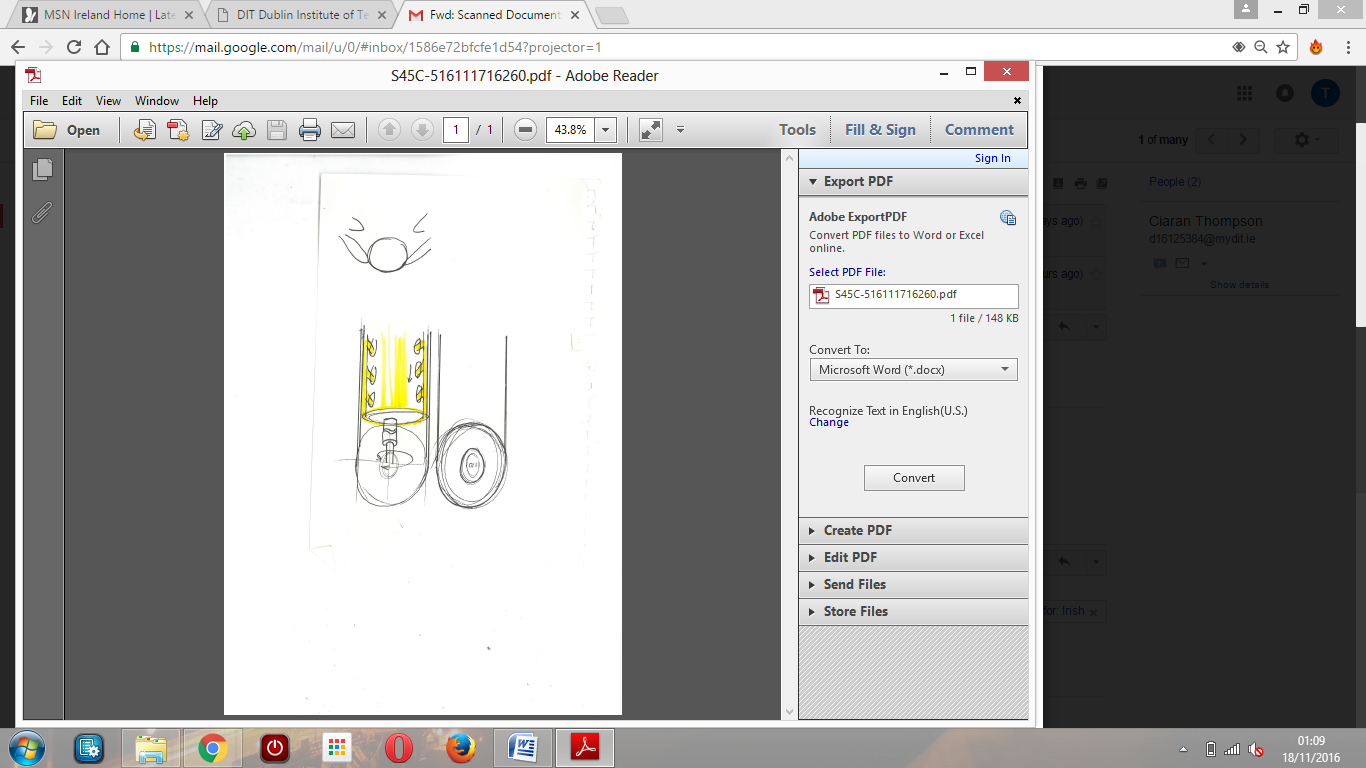 MSN Ireland Home | Late
DIT Dublin Institute of Te
Fwd: Scanned Document
https://mail.google.com/mail/u/0/#inbox/1586e72bfcfe1d54?projector=1
S45C-516111716260.pdf - Adobe Reader
File Edit View Window Help
Open 1 / 1 43.8% Tools Fill & Sign Comment
Sign In
Export PDF
Adobe ExportPDF
Convert PDF files to Word or Excel
online.
Select PDF File:
S45C-516111716260.pdf
1 file / 148 KB
Convert To:
Microsoft Word (*.docx)
Recognize Text in English(U.S.)
Change
Convert
Create PDF
Edit PDF
Send Files
Store Files
T
1 of many
People (2)
ays ago)
Ciaran Thompson
d16125384@mydit.ie
urs ago)
Show details
for: Irish x
01:09
18/11/2016